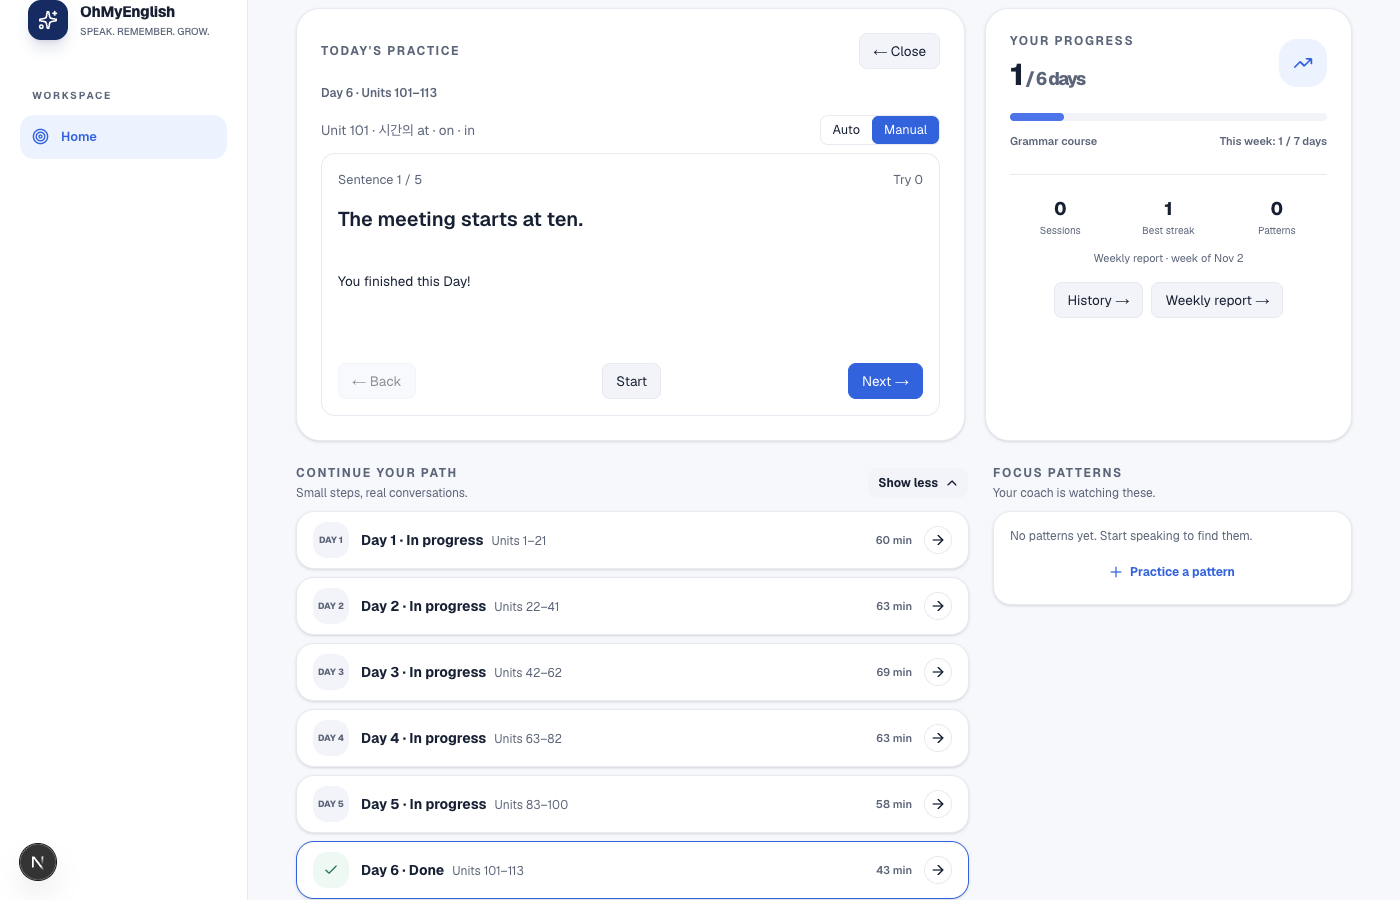 OhMyEnglish
SPEAK. REMEMBER. GROW.
WORKSPACE
Home
TODAY'S PRACTICE
← Close
Day 6 · Units 101–113
Unit 101 · 시간의 at · on · in
Auto
Manual
Sentence 1 / 5
Try 0
The meeting starts at ten.
You finished this Day!
← Back
Start
Next →
YOUR PROGRESS
1 / 6 days
Grammar course
This week: 1 / 7 days
0
Sessions
1
Best streak
0
Patterns
Weekly report · week of Nov 2
History →
Weekly report →
CONTINUE YOUR PATH
Small steps, real conversations.
Show less
DAY 1
Day 1 · In progress Units 1–21
60 min
DAY 2
Day 2 · In progress Units 22–41
63 min
DAY 3
Day 3 · In progress Units 42–62
69 min
DAY 4
Day 4 · In progress Units 63–82
63 min
DAY 5
Day 5 · In progress Units 83–100
58 min
Day 6 · Done Units 101–113
43 min
FOCUS PATTERNS
Your coach is watching these.
No patterns yet. Start speaking to find them.
Practice a pattern
N